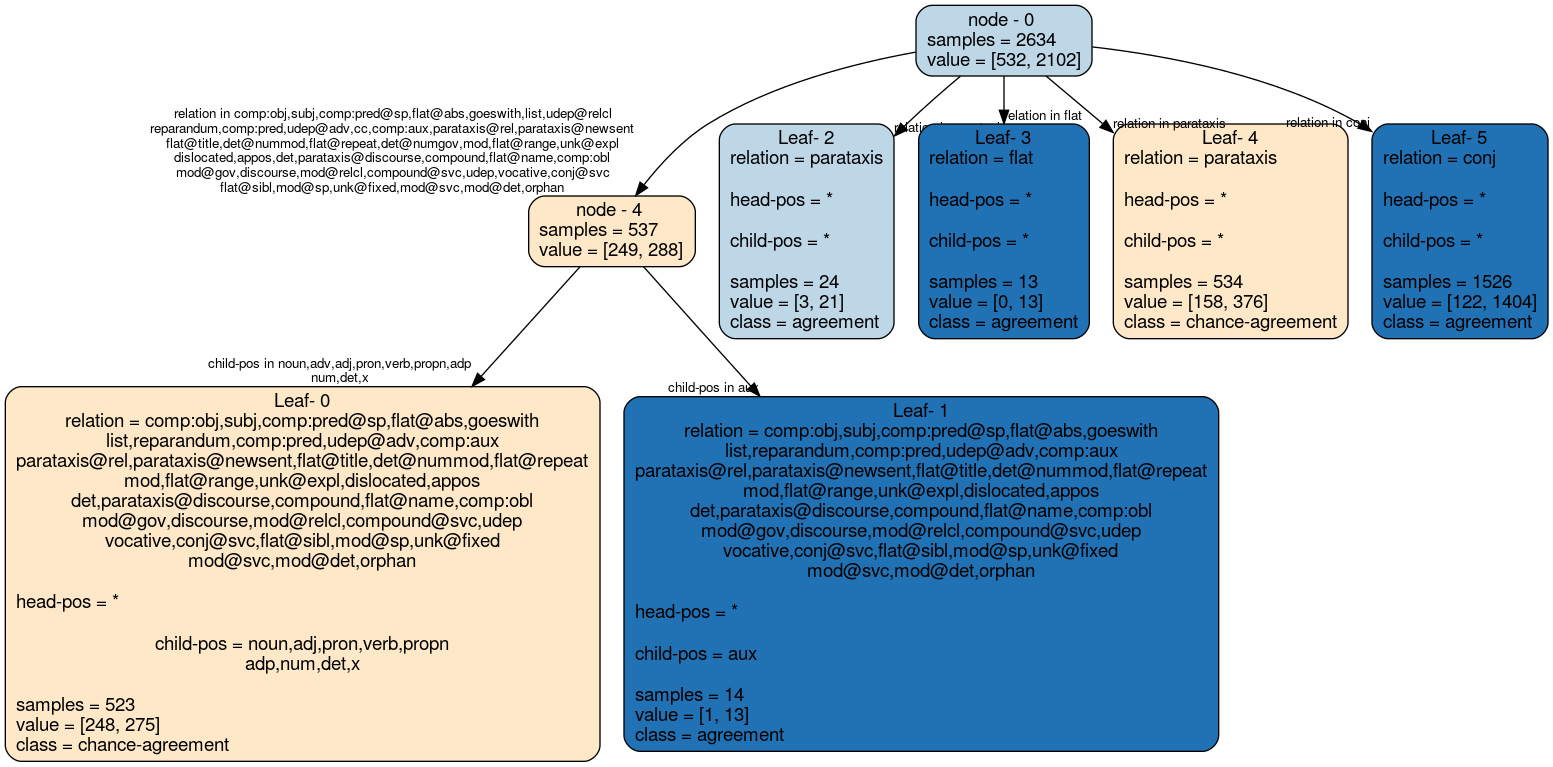 node - 0
samples = 2634
value = [532, 2102]
relation in comp:obj,subj,comp:pred@sp,flat@abs,goeswith,list,udep@relcl
reparandum,comp:pred,udep@adv,cc,comp:aux,parataxis@rel,parataxis@newsent
flat@title,det@nummod,flat@repeat,det@numgov,mod,flat@range,unk@expl
dislocated,appos,det,parataxis@discourse,compound,flat@name,comp:obl
mod@gov,discourse,mod@relcl,compound@svc,udep,vocative,conj@svc
flat@sibl,mod@sp,unk@fixed,mod@svc,mod@det,orphan
relation in flat
relation in parataxis
relation in conj
node - 4
samples = 537
value = [249, 288]
Leaf- 2
relation = parataxis
head-pos = *
child-pos = *
samples = 24
value = [3, 21]
class = agreement
Leaf- 3
relation = flat
head-pos = *
child-pos = *
samples = 13
value = [0, 13]
class = agreement
Leaf- 4
relation = parataxis
head-pos = *
child-pos = *
samples = 534
value = [158, 376]
class = chance-agreement
Leaf- 5
relation = conj
head-pos = *
child-pos = *
samples = 1526
value = [122, 1404]
class = agreement
child-pos in noun,adv,adj,pron,verb,propn,adp
num,det,x
child-pos in aux
Leaf- 0
relation = comp:obj,subj,comp:pred@sp,flat@abs,goeswith
list,reparandum,comp:pred,udep@adv,comp:aux
parataxis@rel,parataxis@newsent,flat@title,det@nummod,flat@repeat
mod,flat@range,unk@expl,dislocated,appos
det,parataxis@discourse,compound,flat@name,comp:obl
mod@gov,discourse,mod@relcl,compound@svc,udep
vocative,conj@svc,flat@sibl,mod@sp,unk@fixed
mod@svc,mod@det,orphan
head-pos = *
child-pos = noun,adj,pron,verb,propn
adp,num,det,x
samples = 523
value = [248, 275]
class = chance-agreement
Leaf- 1
relation = comp:obj,subj,comp:pred@sp,flat@abs,goeswith
list,reparandum,comp:pred,udep@adv,comp:aux
parataxis@rel,parataxis@newsent,flat@title,det@nummod,flat@repeat
mod,flat@range,unk@expl,dislocated,appos
det,parataxis@discourse,compound,flat@name,comp:obl
mod@gov,discourse,mod@relcl,compound@svc,udep
vocative,conj@svc,flat@sibl,mod@sp,unk@fixed
mod@svc,mod@det,orphan
head-pos = *
child-pos = aux
samples = 14
value = [1, 13]
class = agreement